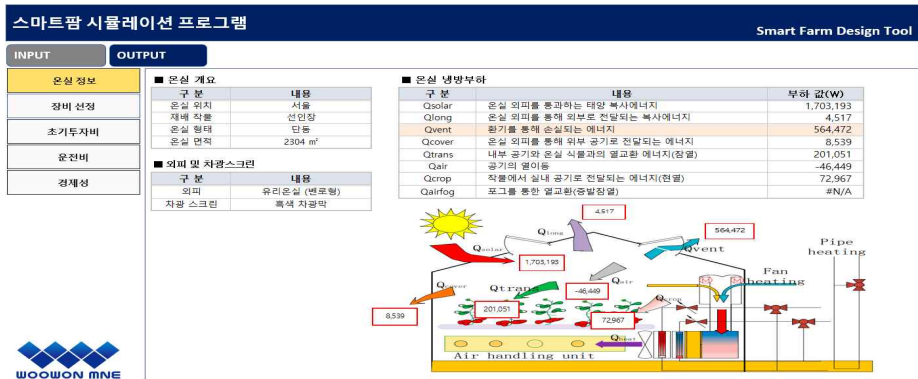 스마트팜 시뮬레이션 프로그램
Smart Farm Design Tool
INPUT OUTPUT
온실 정보
장비 선정
초기투자비
운전비
경제성
■ 온실 개요
구 분 내용
온실 위치 서울
재배 작물 선인장
온실 형태 단동
온실 면적 2304 ㎡
■ 외피 및 차광스크린
구 분 내용
외피 유리온실 (벤로형)
차광 스크린 흑색 차광막
■ 온실 냉방부하
구 분 내용 부하 값(W)
Qsolar 온실 외피를 통과하는 태양 복사에너지 1,703,193
Qlong 온실 외피를 통해 외부로 전달되는 복사에너지 4,517
Qvent 환기를 통해 손실되는 에너지 564,472
Qcover 온실 외피를 통해 위부 공기로 전달되는 에너지 8,539
Qtrans 내부 공기와 온실 식물과의 열교환 에너지(잠열) 201,051
Qair 공기의 열이동 -46,449
Qcrop 작물에서 실내 공기로 전달되는 에너지(현열) 72,967
Qairfog 포그를 통한 열교환(증발잠열) #N/A
4,517
Qlong
564,472
Qsolar
Qvent
Pipe heating
1,703,193
Fan heating
Qcover
Qtrans
Qair
-46,449
Qcrop
8,539
201,051
72,967
Qheat
Air handling unit
WOOWON MNE